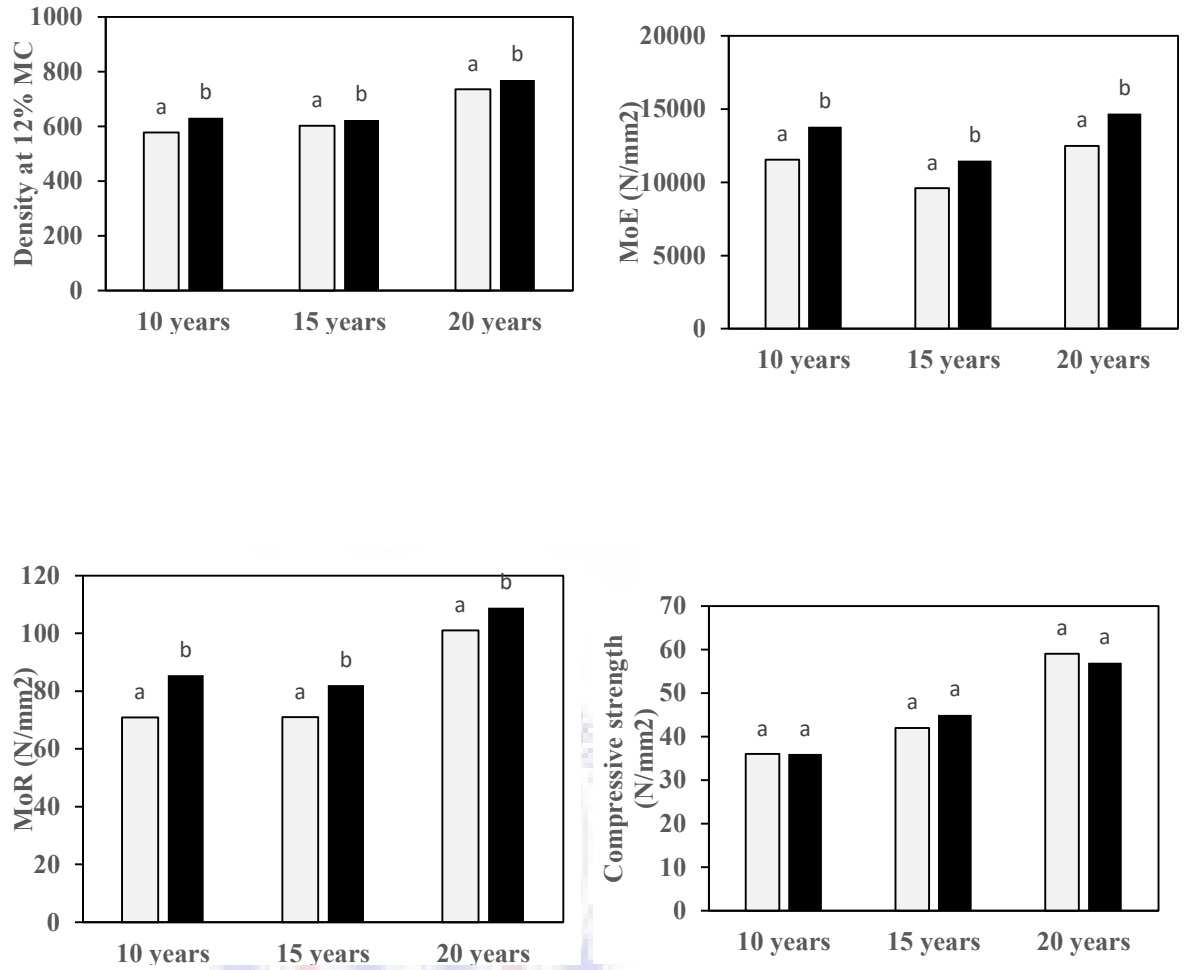 Density at 12% MC
1000
800
600
400
200
0
a b a b a b
10 years 15 years 20 years
MoE (N/mm2)
20000
15000
10000
5000
0
a b a b a b
10 years 15 years 20 years
MoR (N/mm2)
120
100
80
60
40
20
0
a b a b a b
10 years 15 years 20 years
Compressive strength
(N/mm2)
70
60
50
40
30
20
10
0
a a a a a a
10 years 15 years 20 years